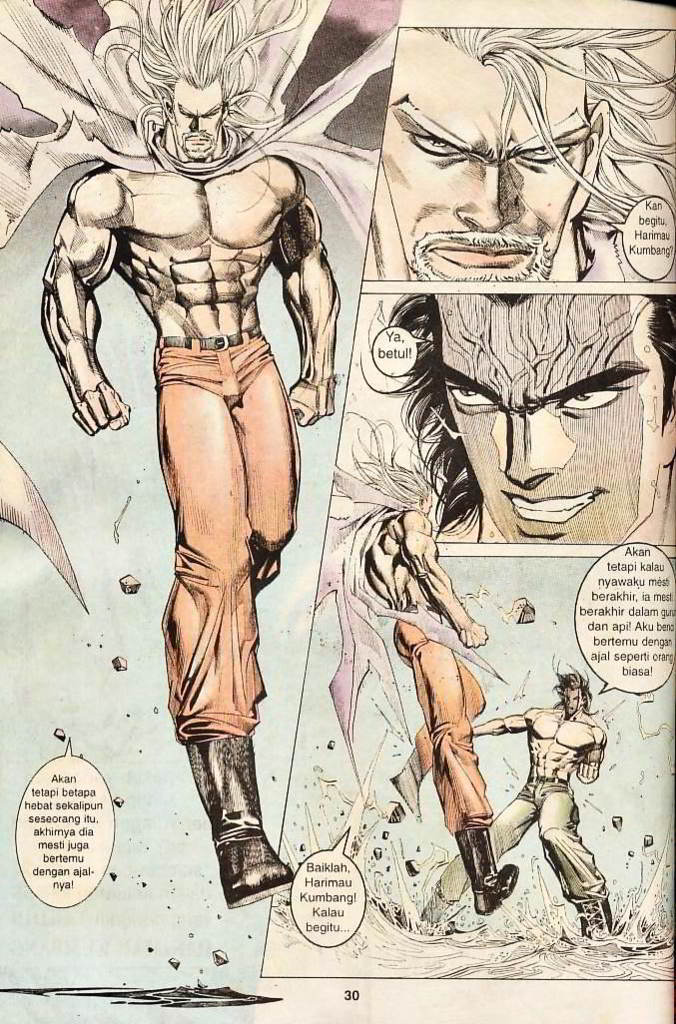 Akan
tetapi betapa
hebat sekalipun
seseorang itu,
akhirnya dia
mesti juga
bertemu
dengan ajal-
nya!
Kan
begitu,
Harimau
Kumbang?
Ya,
betul!
Akan
tetapi kalau
nyawaku mesti
berakhir, ia mesti
berakhir dalam
dan api! Aku
bertemu dengan
ajal seperti orang
biasa!
Baiklah,
Harimau
Kumbang!
Kalau
begitu...
30